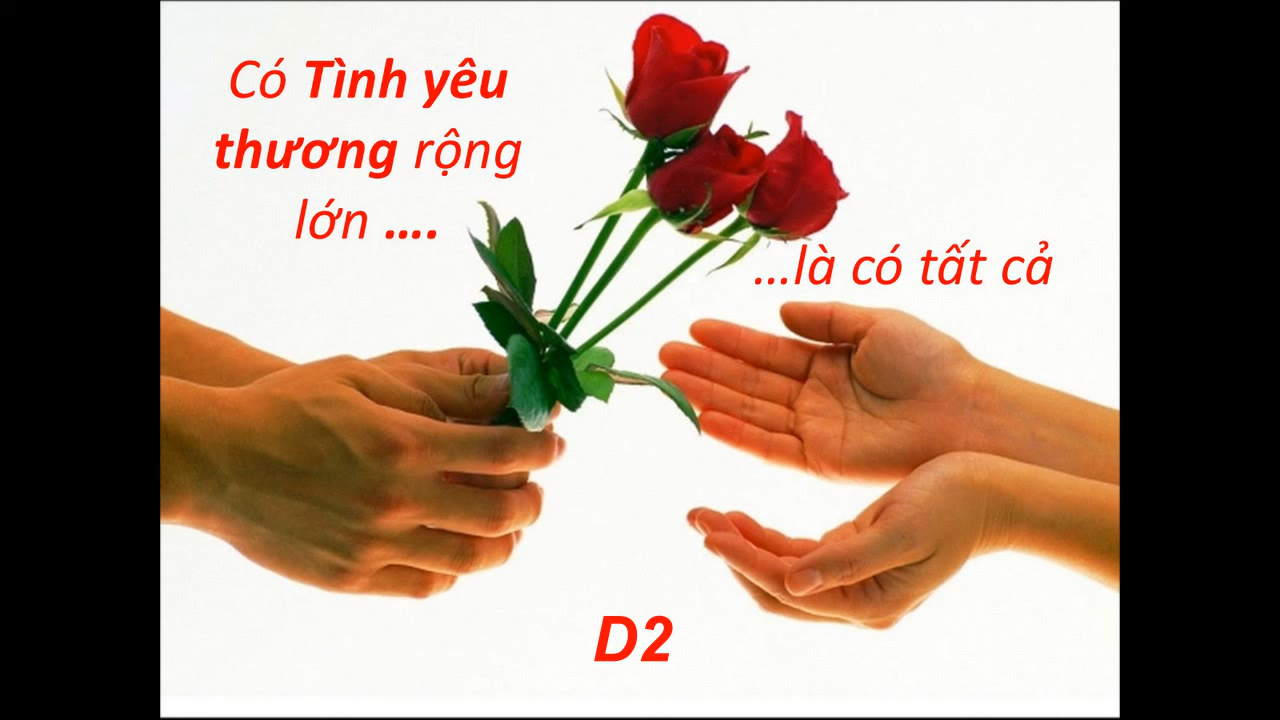 Có Tình yêu
thương rộng
lớn ....
...là có tất cả
D2